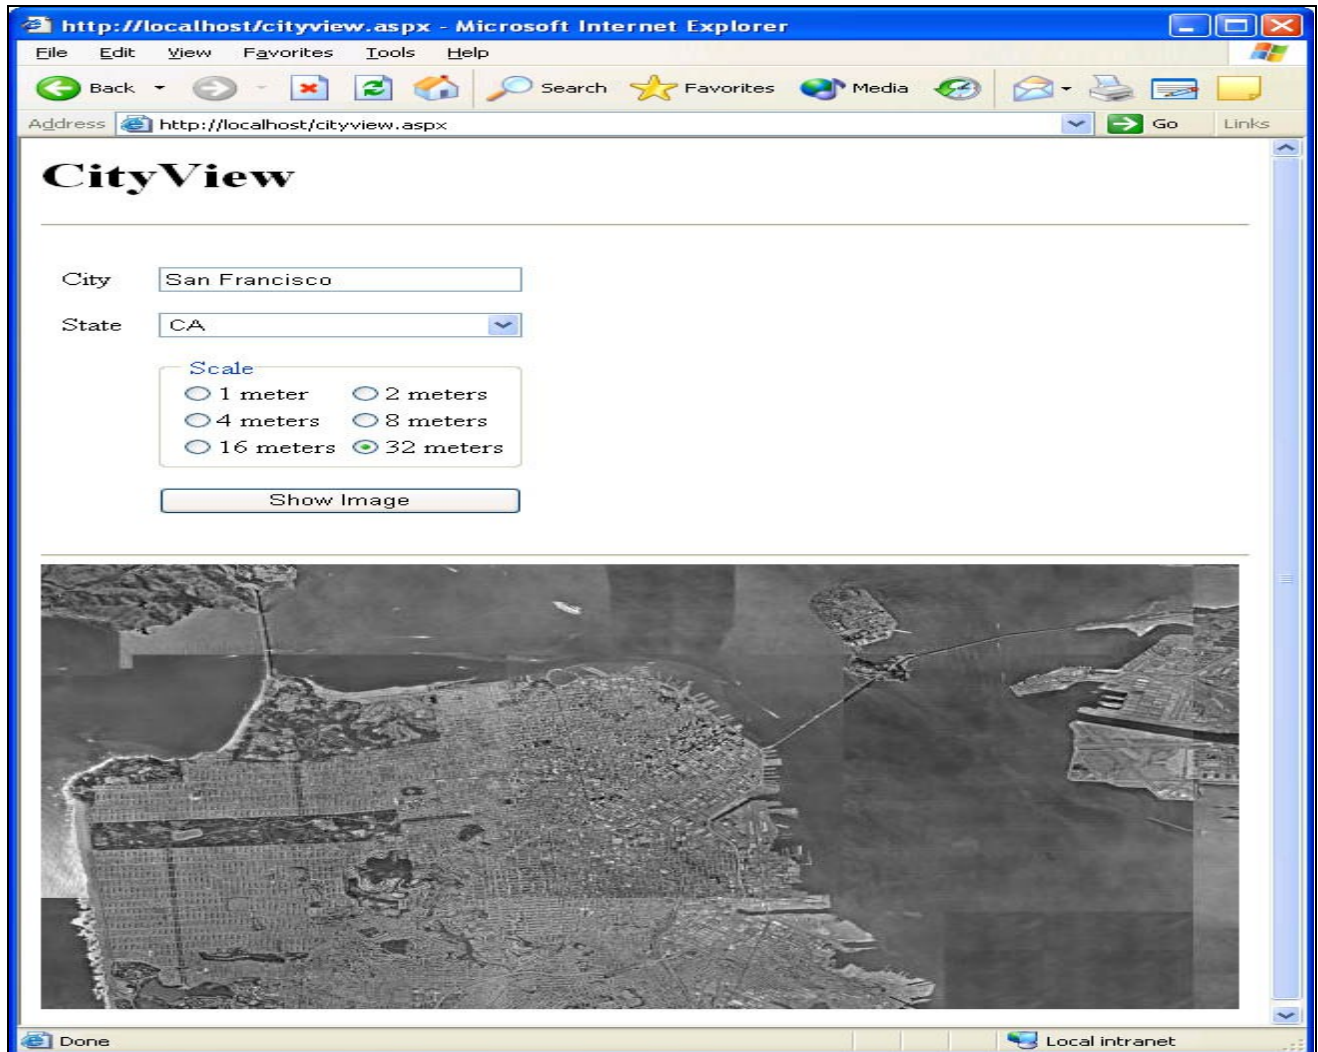 http://localhost/cityview.aspx - Microsoft Internet Explorer
File Edit View Favorites Tools Help
Back Search Favorites Media
Address http://localhost/cityview.aspx Go Links
CityView
City San Francisco
State CA
Scale
1 meter 2 meters
4 meters 8 meters
16 meters 32 meters
Show Image
Done Local intranet